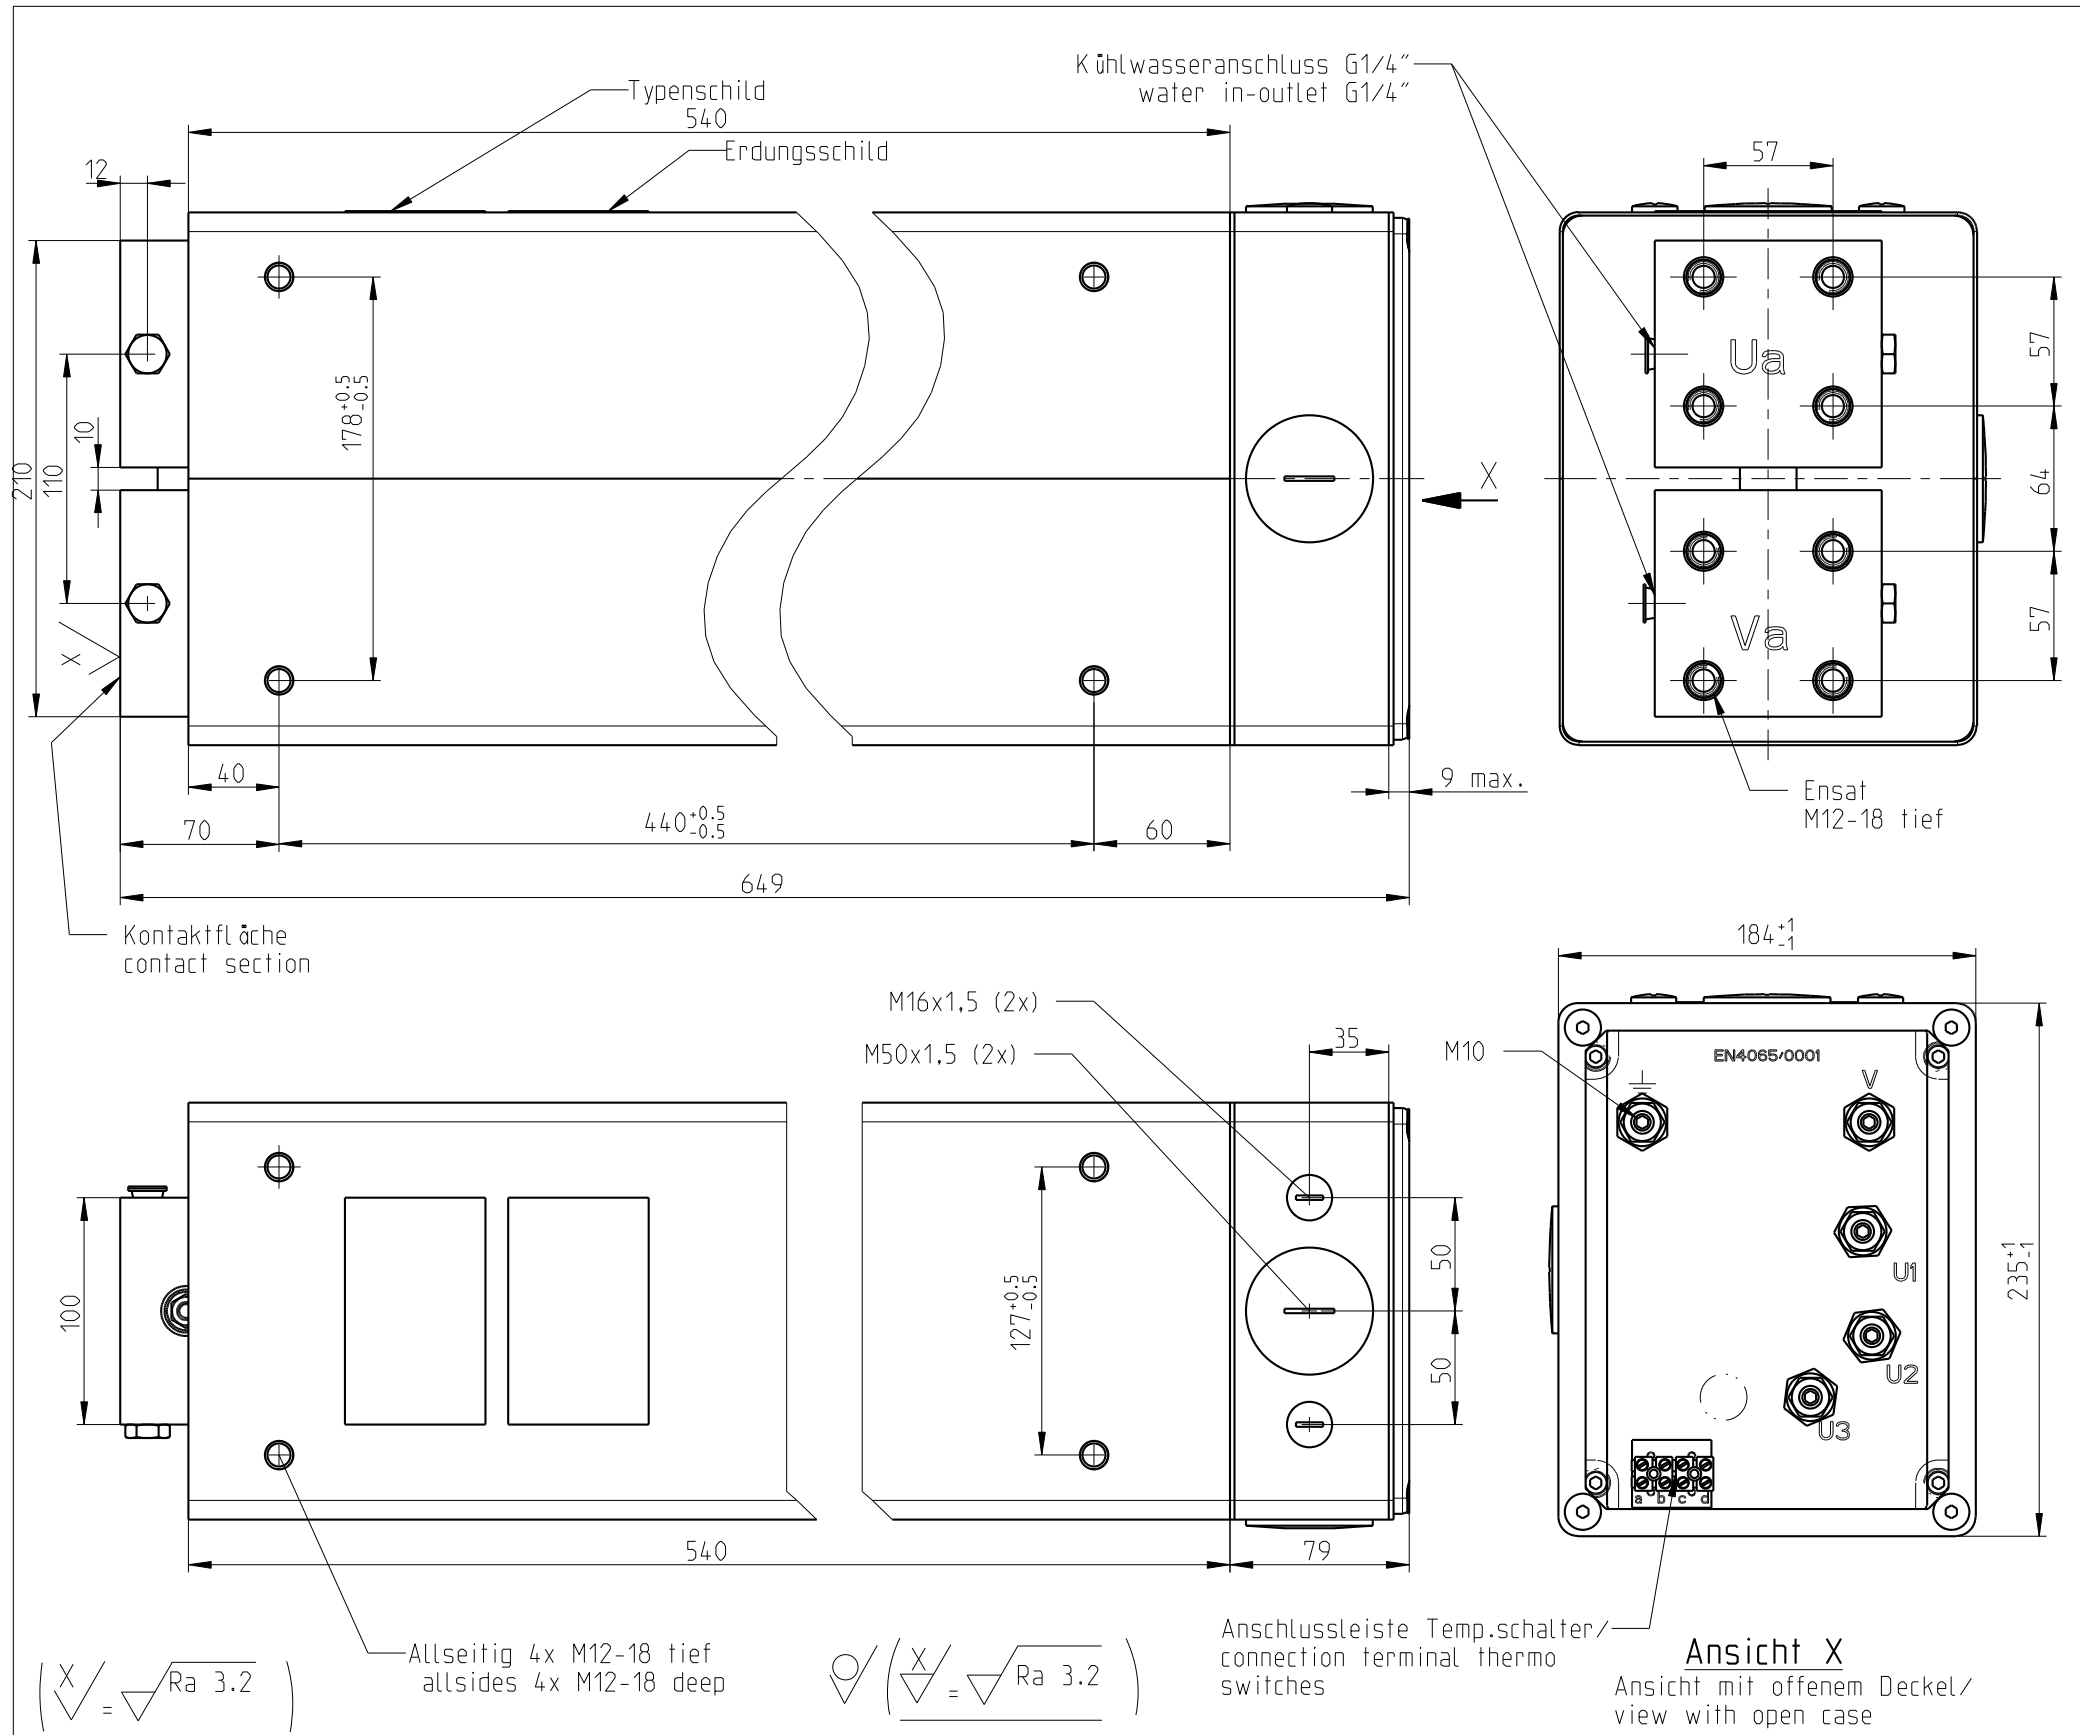 Kühlwasseranschluss G1/4"
water in-outlet G1/4"
Typenschild
540
Erdungsschild
12
57
210
110
10
178+0.5
-0.5
X
X
Ua
Va
57
64
57
40
70
440+0.5
-0.5
60
9 max.
649
Ensat
M12-18 tief
Kontaktfläche
contact section
184+1
-1
M16x1,5 (2x)
M50x1,5 (2x)
35
M10
EN4065/0001
V
U1
U2
U3
a b c d
235+1
-1
100
127+0.5
-0.5
50
50
540
79
Allseitig 4x M12-18 tief
allsides 4x M12-18 deep
Anschlussleiste Temp.schalter/
connection terminal thermo
switches
Ansicht X
Ansicht mit offenem Deckel/
view with open case
(X = Ra 3.2)
(X = Ra 3.2)